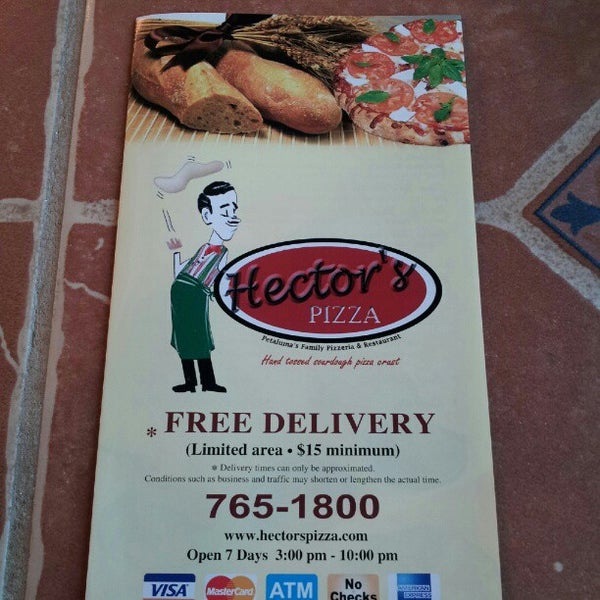 Hector's
PIZZA
Petaluma's Family Pizzeria & Restaurant
Hand tossed sourdough pizza crust
* FREE DELIVERY
(Limited area • $15 minimum)
* Delivery times can only be approximated.
Conditions such as business and traffic may shorten or lengthen the actual time.
765-1800
www.hectorspizza.com
Open 7 Days 3:00 pm - 10:00 pm
VISA MasterCard ATM No Checks AMERICAN EXPRESS